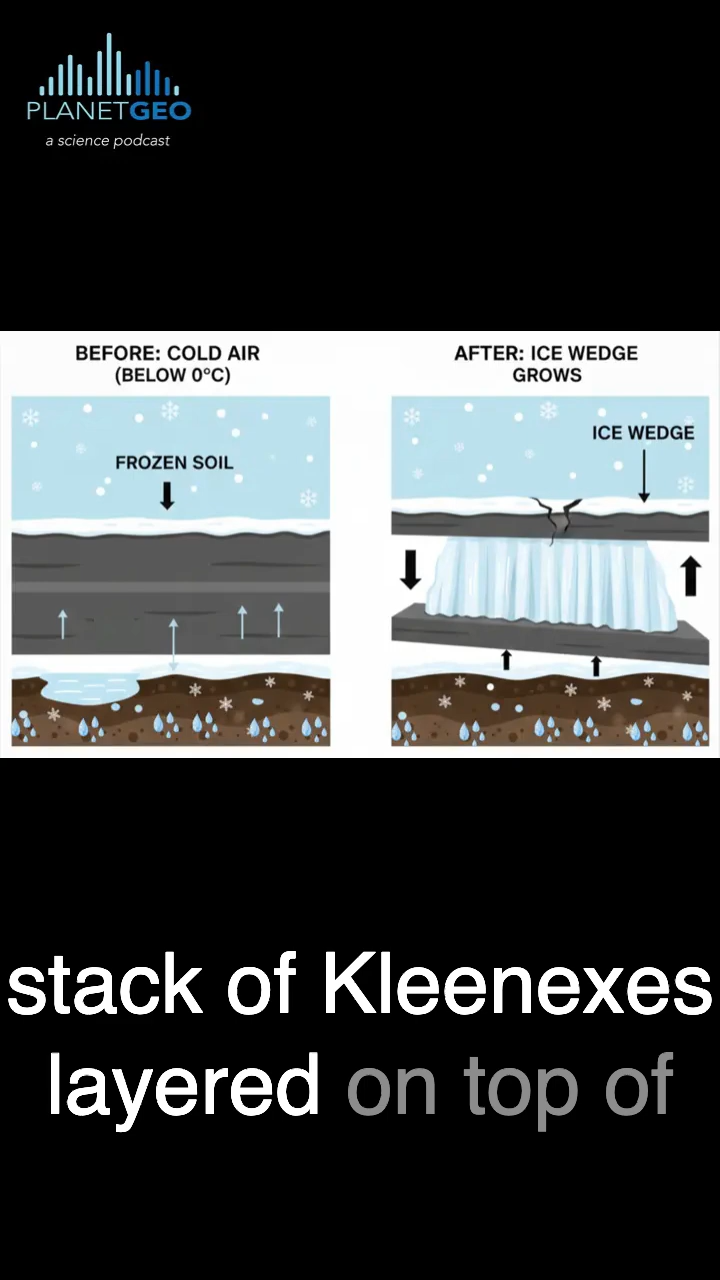 PLANETGEO
a science podcast
BEFORE: COLD AIR
(BELOW 0°C)
FROZEN SOIL
AFTER: ICE WEDGE
GROWS
ICE WEDGE
stack of Kleenexes
layered on top of